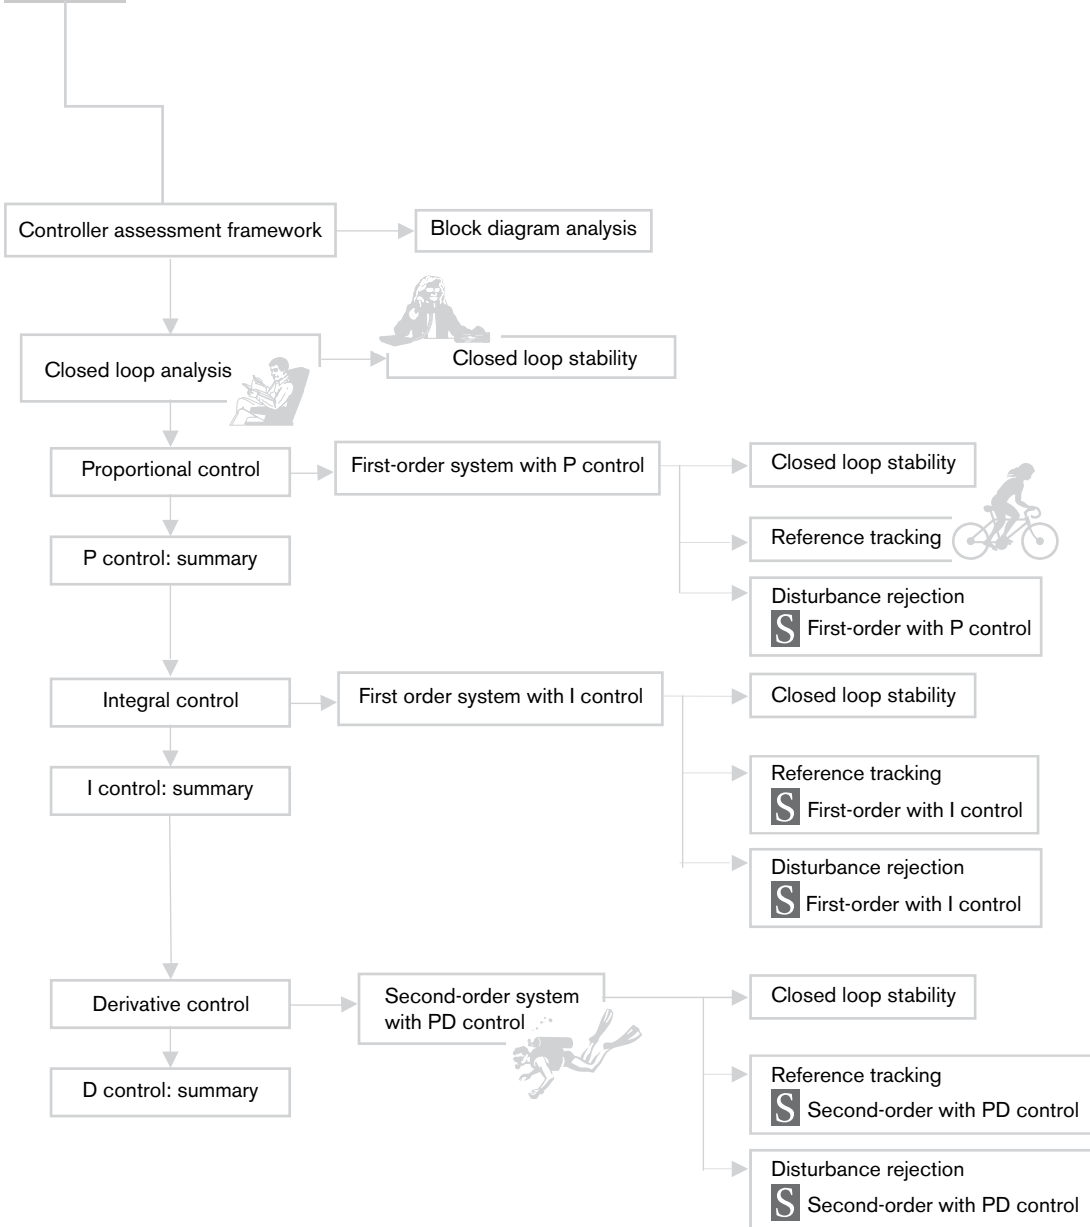 Controller assessment framework
Block diagram analysis
Closed loop analysis
Closed loop stability
Proportional control
First-order system with P control
Closed loop stability
Reference tracking
Disturbance rejection
S First-order with P control
P control: summary
Integral control
First order system with I control
Closed loop stability
Reference tracking
S First-order with I control
Disturbance rejection
S First-order with I control
I control: summary
Derivative control
Second-order system
with PD control
Closed loop stability
Reference tracking
S Second-order with PD control
Disturbance rejection
S Second-order with PD control
D control: summary